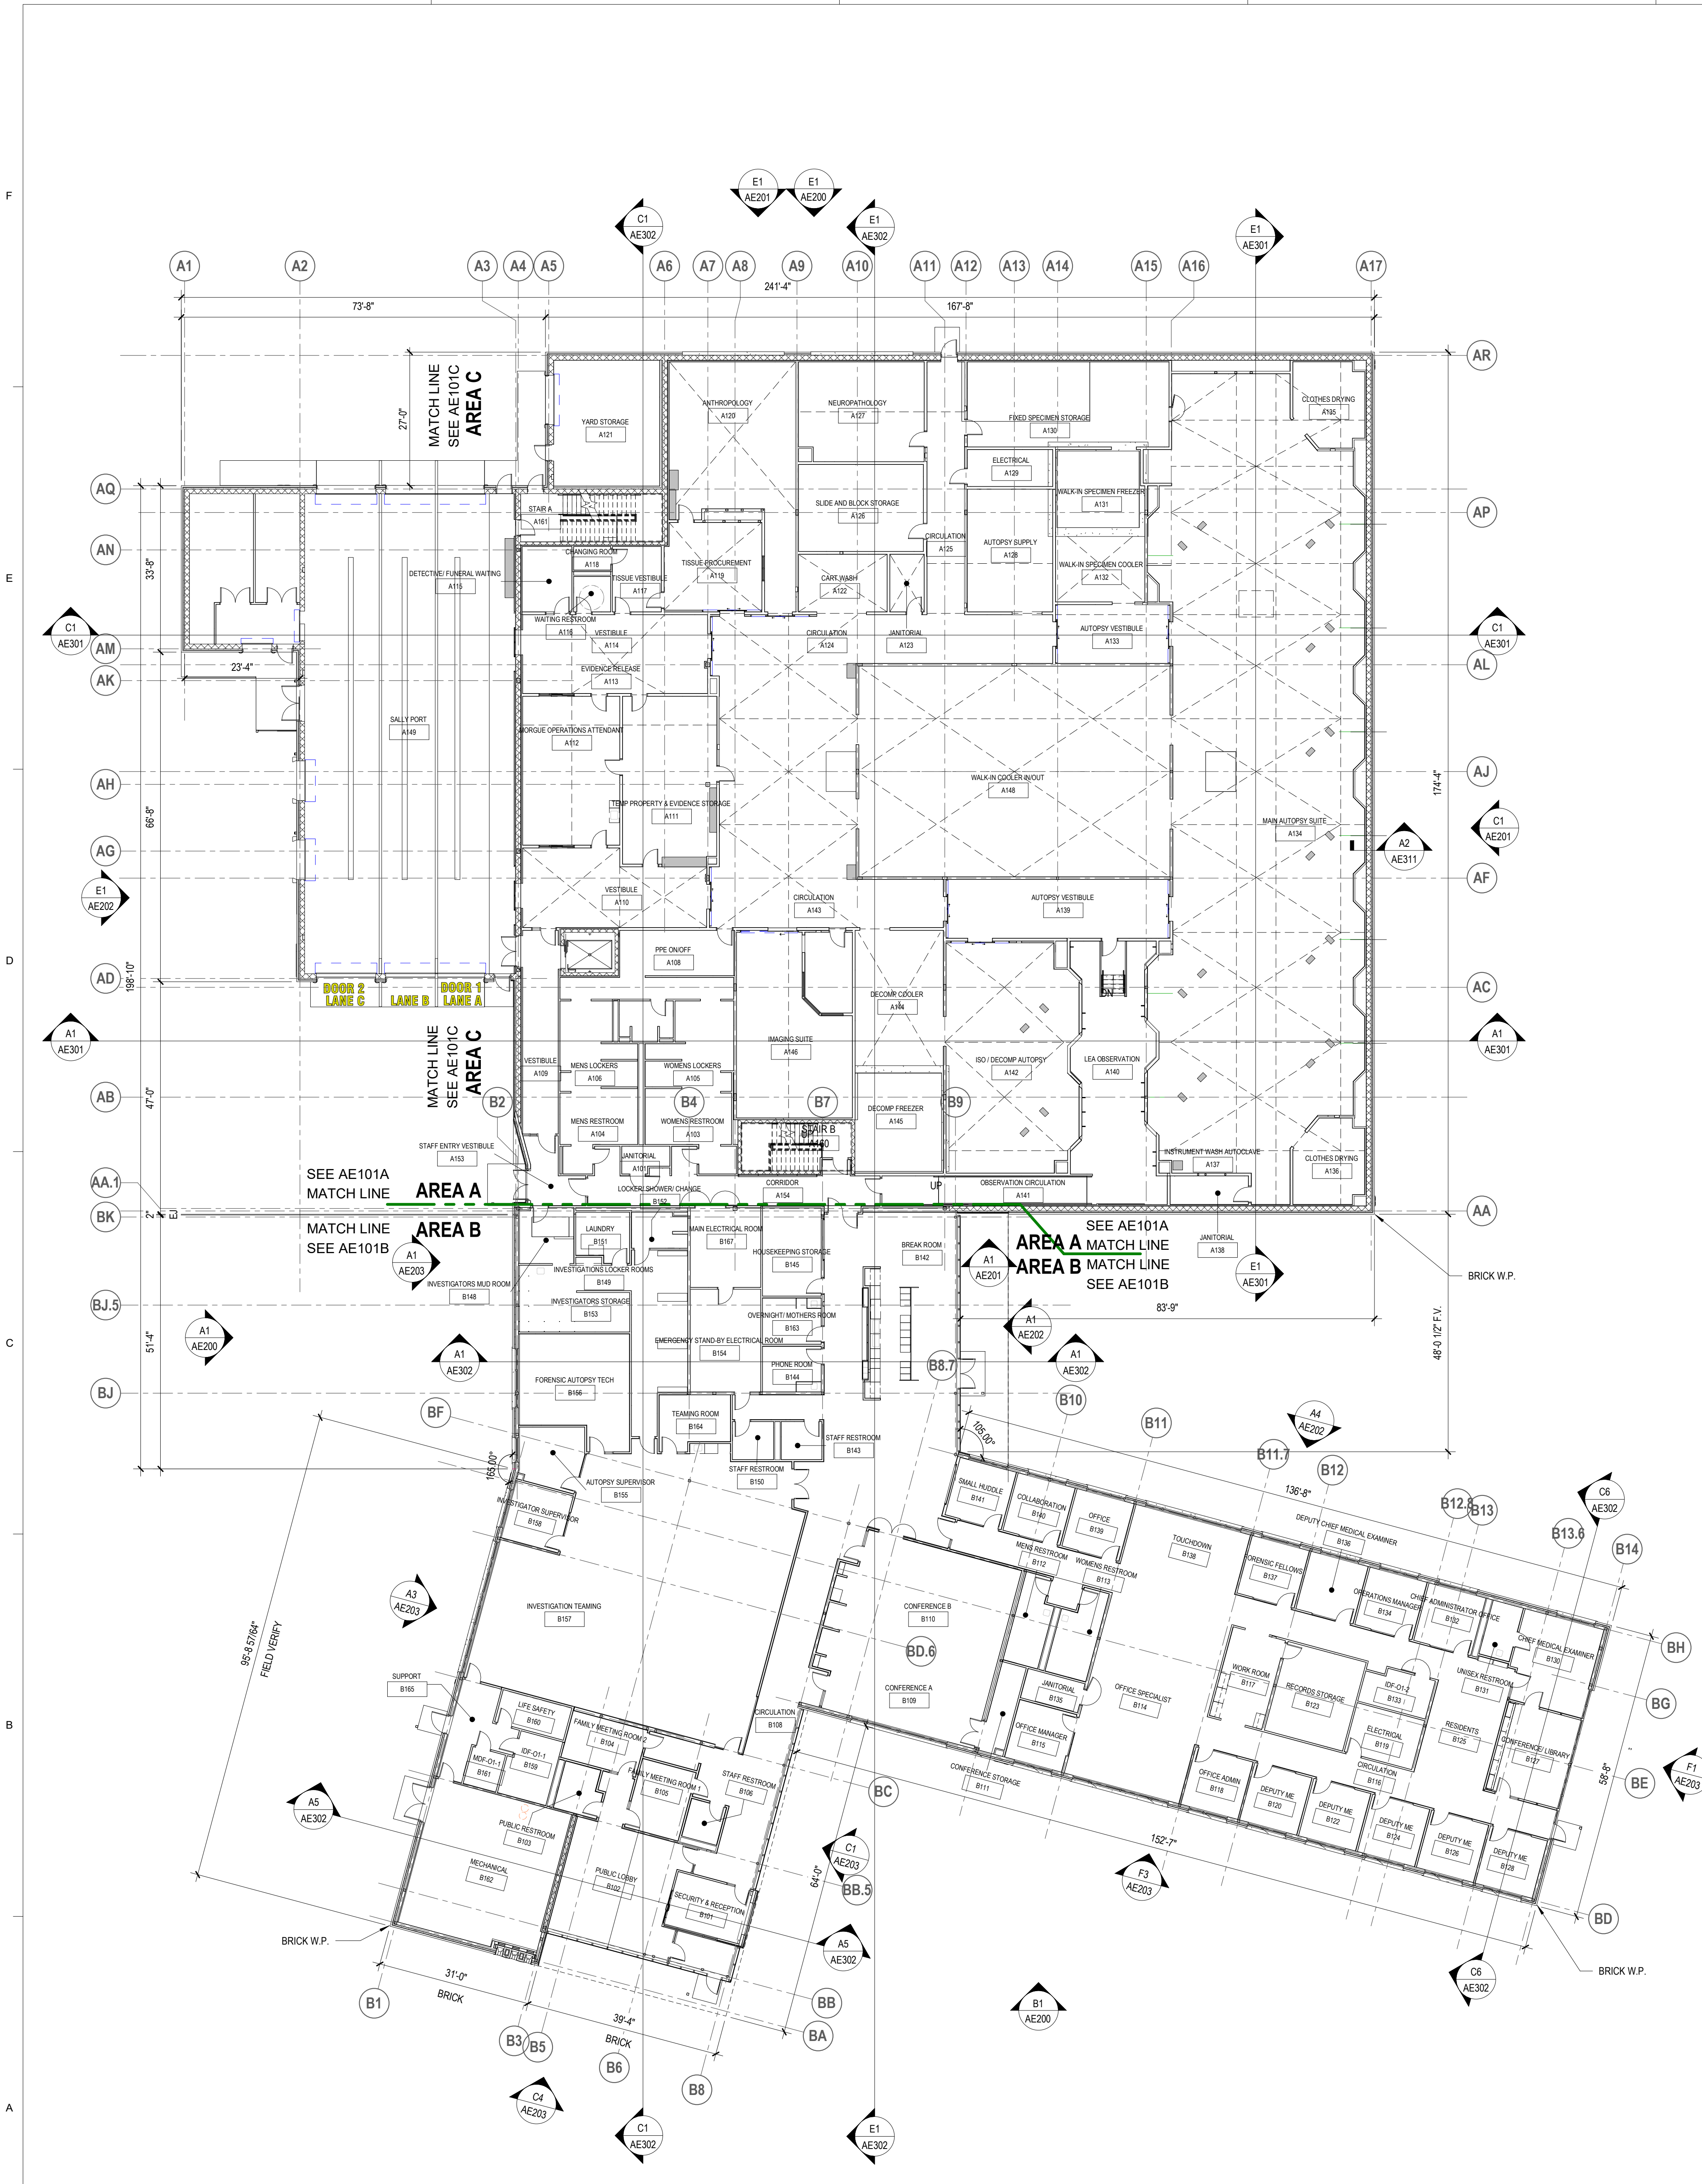 F
E1
AE201
E1
AE200
C1
AE302
E1
AE302
E1
AE301
A1
A2
A3
A4
A5
A6
A7
A8
A9
A10
A11
A12
A13
A14
A15
A16
A17
241'-4"
73'-8"
167'-8"
AR
27'-0"
MATCH LINE
SEE AE101C
AREA C
YARD STORAGE
A121
ANTHROPOLOGY
A120
NEUROPATHOLOGY
A127
FIXED SPECIMEN STORAGE
A130
CLOTHES DRYING
A135
ELECTRICAL
A129
WALK-IN SPECIMEN FREEZER
A131
SLIDE AND BLOCK STORAGE
A126
AQ
AP
STAIR A
A161
AN
E
33'-8"
CIRCULATION
A125
AUTOPSY SUPPLY
A128
CHANGING ROOM
A118
DETECTIVE/ FUNERAL WAITING
A115
TISSUE VESTIBULE
A117
TISSUE PROCUREMENT
A119
CART WASH
A122
WALK-IN SPECIMEN COOLER
A132
WAITING RESTROOM
A116
VESTIBULE
A114
CIRCULATION
A124
JANITORIAL
A123
AUTOPSY VESTIBULE
A133
C1
AE301
C1
AE301
AM
AL
23'-4"
AK
EVIDENCE RELEASE
A113
SALLY PORT
A149
MORGUE OPERATIONS ATTENDANT
A112
AH
AJ
WALK-IN COOLER IN/OUT
A148
174'-4"
TEMP PROPERTY & EVIDENCE STORAGE
A111
66'-8"
MAIN AUTOPSY SUITE
A134
C1
AE201
A2
AE311
AG
AF
E1
AE202
VESTIBULE
A110
CIRCULATION
A143
AUTOPSY VESTIBULE
A139
D
PPE ON/OFF
A108
AD
198'-10"
DOOR 2
LANE C
LANE B
DOOR 1
LANE A
DN
AC
DECOMP COOLER
A144
A1
AE301
A1
AE301
MATCH LINE
SEE AE101C
AREA C
IMAGING SUITE
A146
VESTIBULE
A109
MENS LOCKERS
A106
WOMENS LOCKERS
A105
ISO / DECOMP AUTOPSY
A142
LEA OBSERVATION
A140
AB
47'-0"
B2
B4
B7
B9
DECOMP FREEZER
A145
MENS RESTROOM
A104
WOMENS RESTROOM
A103
STAIR B
A160
UP
STAFF ENTRY VESTIBULE
A153
JANITORIAL
A101
INSTRUMENT WASH AUTOCLAVE
A137
CLOTHES DRYING
A136
SEE AE101A
MATCH LINE
AREA A
LOCKER/ SHOWER/ CHANGE
B152
CORRIDOR
A154
UP
OBSERVATION CIRCULATION
A141
AA.1
BK
2"
EJ
AA
MATCH LINE
SEE AE101B
AREA B
LAUNDRY
B151
MAIN ELECTRICAL ROOM
B167
HOUSEKEEPING STORAGE
B145
BREAK ROOM
B142
AREA A
SEE AE101A
MATCH LINE
AREA B
MATCH LINE
SEE AE101B
JANITORIAL
A138
A1
AE203
A1
AE201
E1
AE301
BRICK W.P.
INVESTIGATORS MUD ROOM
B148
INVESTIGATIONS LOCKER ROOMS
B149
INVESTIGATORS STORAGE
B153
BJ.5
83'-9"
OVERNIGHT/ MOTHERS ROOM
B163
A1
AE200
A1
AE202
C
51'-4"
48'-0 1/2" F.V.
EMERGENCY STAND-BY ELECTRICAL ROOM
B154
A1
AE302
A1
AE302
PHONE ROOM
B144
B8.7
FORENSIC AUTOPSY TECH
B156
BJ
B10
BF
TEAMING ROOM
B164
STAFF RESTROOM
B143
B11
A4
AE202
105.00°
165.00°
STAFF RESTROOM
B150
AUTOPSY SUPERVISOR
B155
B11.7
B12
INVESTIGATOR SUPERVISOR
B158
SMALL HUDDLE
B141
COLLABORATION
B140
OFFICE
B139
136'-8"
B12.8
B13
C6
AE302
DEPUTY CHIEF MEDICAL EXAMINER
B136
TOUCHDOWN
B138
B13.6
B14
MENS RESTROOM
B112
WOMENS RESTROOM
B113
FORENSIC FELLOWS
B137
A3
AE203
INVESTIGATION TEAMING
B157
CONFERENCE B
B110
OPERATIONS MANAGER
B134
CHIEF ADMINISTRATOR OFFICE
B132
95'-8 57/64"
FIELD VERIFY
BD.6
CHIEF MEDICAL EXAMINER
B130
BH
SUPPORT
B165
WORK ROOM
B117
UNISEX RESTROOM
B131
CONFERENCE A
B109
JANITORIAL
B135
OFFICE SPECIALIST
B114
RECORDS STORAGE
B123
IDF-O1-2
B133
BG
B
LIFE SAFETY
B160
CIRCULATION
B108
FAMILY MEETING ROOM 2
B104
OFFICE MANAGER
B115
ELECTRICAL
B119
RESIDENTS
B125
CONFERENCE/ LIBRARY
B127
MDF-O1-1
B161
IDF-O1-1
B159
FAMILY MEETING ROOM 1
B105
STAFF RESTROOM
B106
CONFERENCE STORAGE
B111
CIRCULATION
B116
58'-8"
F1
AE203
BC
BE
OFFICE ADMIN
B118
DEPUTY ME
B120
DEPUTY ME
B122
DEPUTY ME
B124
DEPUTY ME
B126
DEPUTY ME
B128
A5
AE302
PUBLIC RESTROOM
B103
152'-7"
MECHANICAL
B162
PUBLIC LOBBY
B102
C1
AE203
F3
AE203
64'-0"
BB.5
SECURITY & RECEPTION
B101
BD
BRICK W.P.
A5
AE302
BRICK W.P.
31'-0"
BRICK
C6
AE302
B1
BB
B1
AE200
39'-4"
BRICK
BA
B3
B5
B6
B8
C4
AE203
A
C1
AE302
E1
AE302